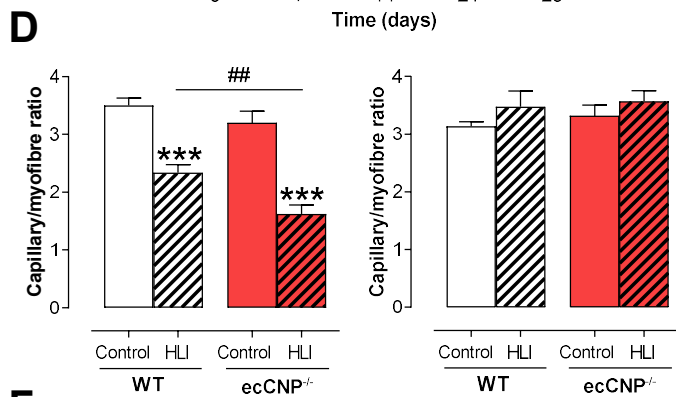 D
Time (days)
Capillary/myofibre ratio
4
3
2
1
0
##
***
***
Control HLI Control HLI
WT ecCNP-/-
Capillary/myofibre ratio
4
3
2
1
0
Control HLI Control HLI
WT ecCNP-/-